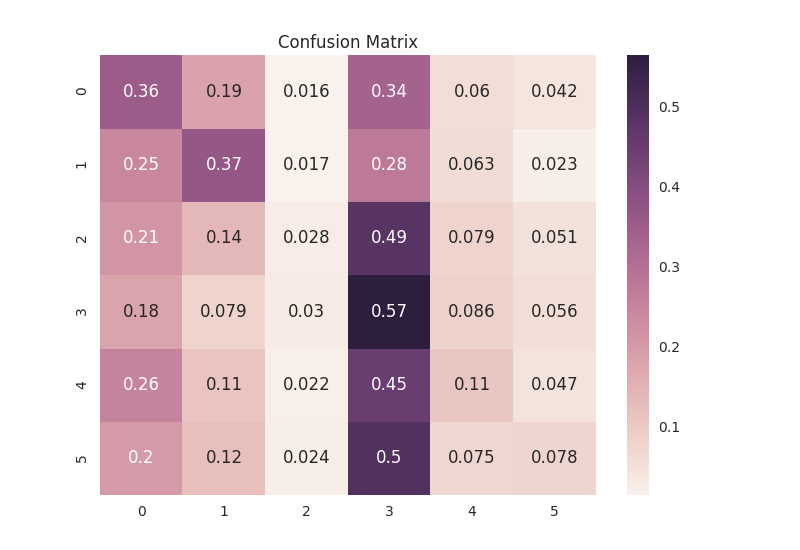 Confusion Matrix
0 0.36 0.19 0.016 0.34 0.06 0.042
0.5
1 0.25 0.37 0.017 0.28 0.063 0.023
0.4
2 0.21 0.14 0.028 0.49 0.079 0.051
0.3
3 0.18 0.079 0.03 0.57 0.086 0.056
0.2
4 0.26 0.11 0.022 0.45 0.11 0.047
0.1
5 0.2 0.12 0.024 0.5 0.075 0.078
0 1 2 3 4 5